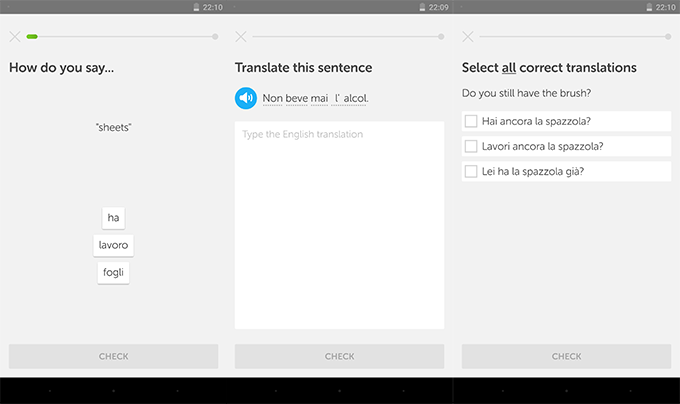 22:10
How do you say...
"sheets"
ha
lavoro
fogli
CHECK
22:09
Translate this sentence
Non beve mai l' alcol.
Type the English translation
CHECK
22:10
Select all correct translations
Do you still have the brush?
Hai ancora la spazzola?
Lavori ancora la spazzola?
Lei ha la spazzola già?
CHECK